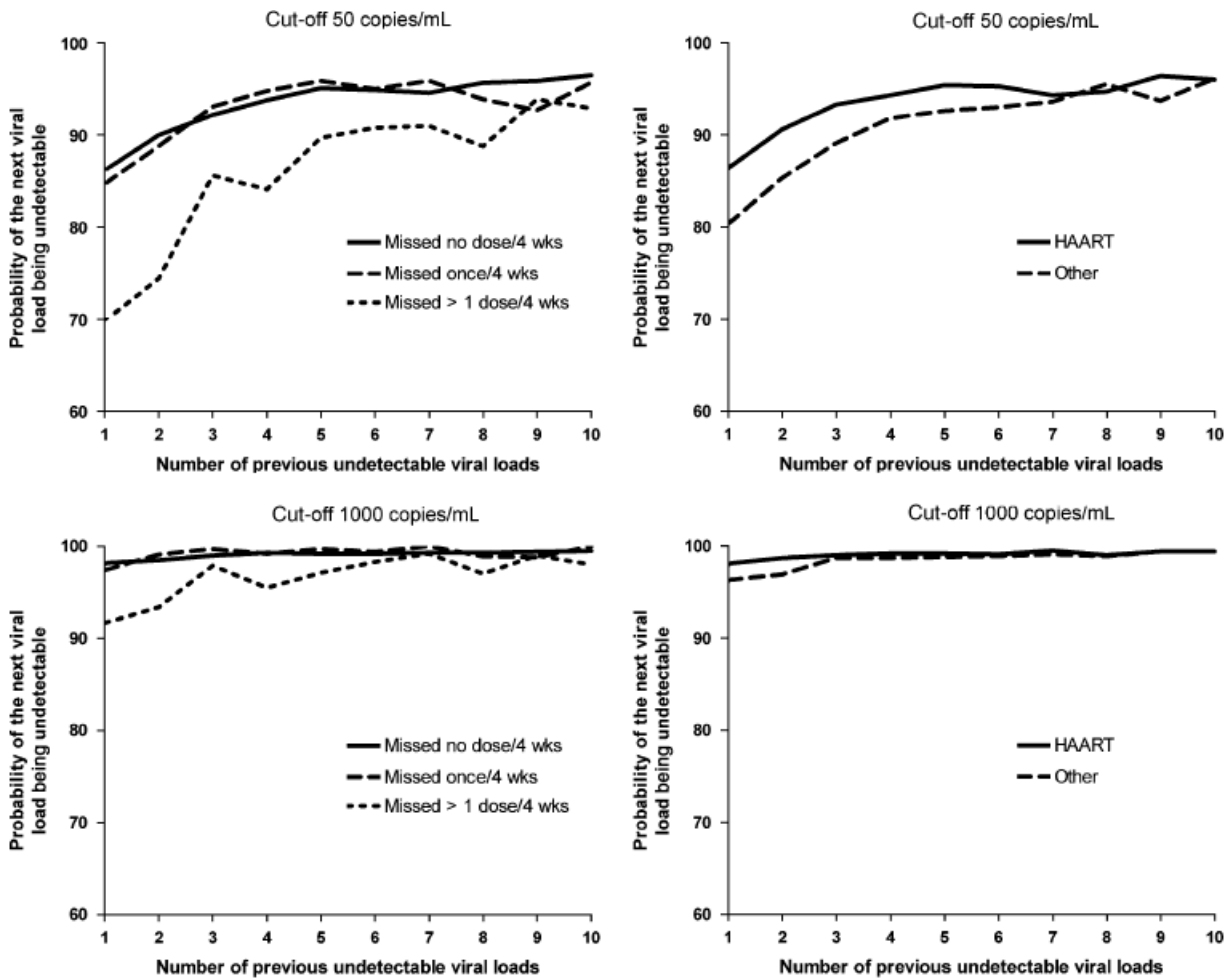 Cut-off 50 copies/mL
Probability of the next viral
load being undetectable
100
90
80
70
60
Missed no dose/4 wks
Missed once/4 wks
Missed > 1 dose/4 wks
1 2 3 4 5 6 7 8 9 10
Number of previous undetectable viral loads
Cut-off 50 copies/mL
Probability of the next viral
load being undetectable
100
90
80
70
60
HAART
Other
1 2 3 4 5 6 7 8 9 10
Number of previous undetectable viral loads
Cut-off 1000 copies/mL
Probability of the next viral
load being undetectable
100
90
80
70
60
Missed no dose/4 wks
Missed once/4 wks
Missed > 1 dose/4 wks
1 2 3 4 5 6 7 8 9 10
Number of previous undetectable viral loads
Cut-off 1000 copies/mL
Probability of the next viral
load being undetectable
100
90
80
70
60
HAART
Other
1 2 3 4 5 6 7 8 9 10
Number of previous undetectable viral loads